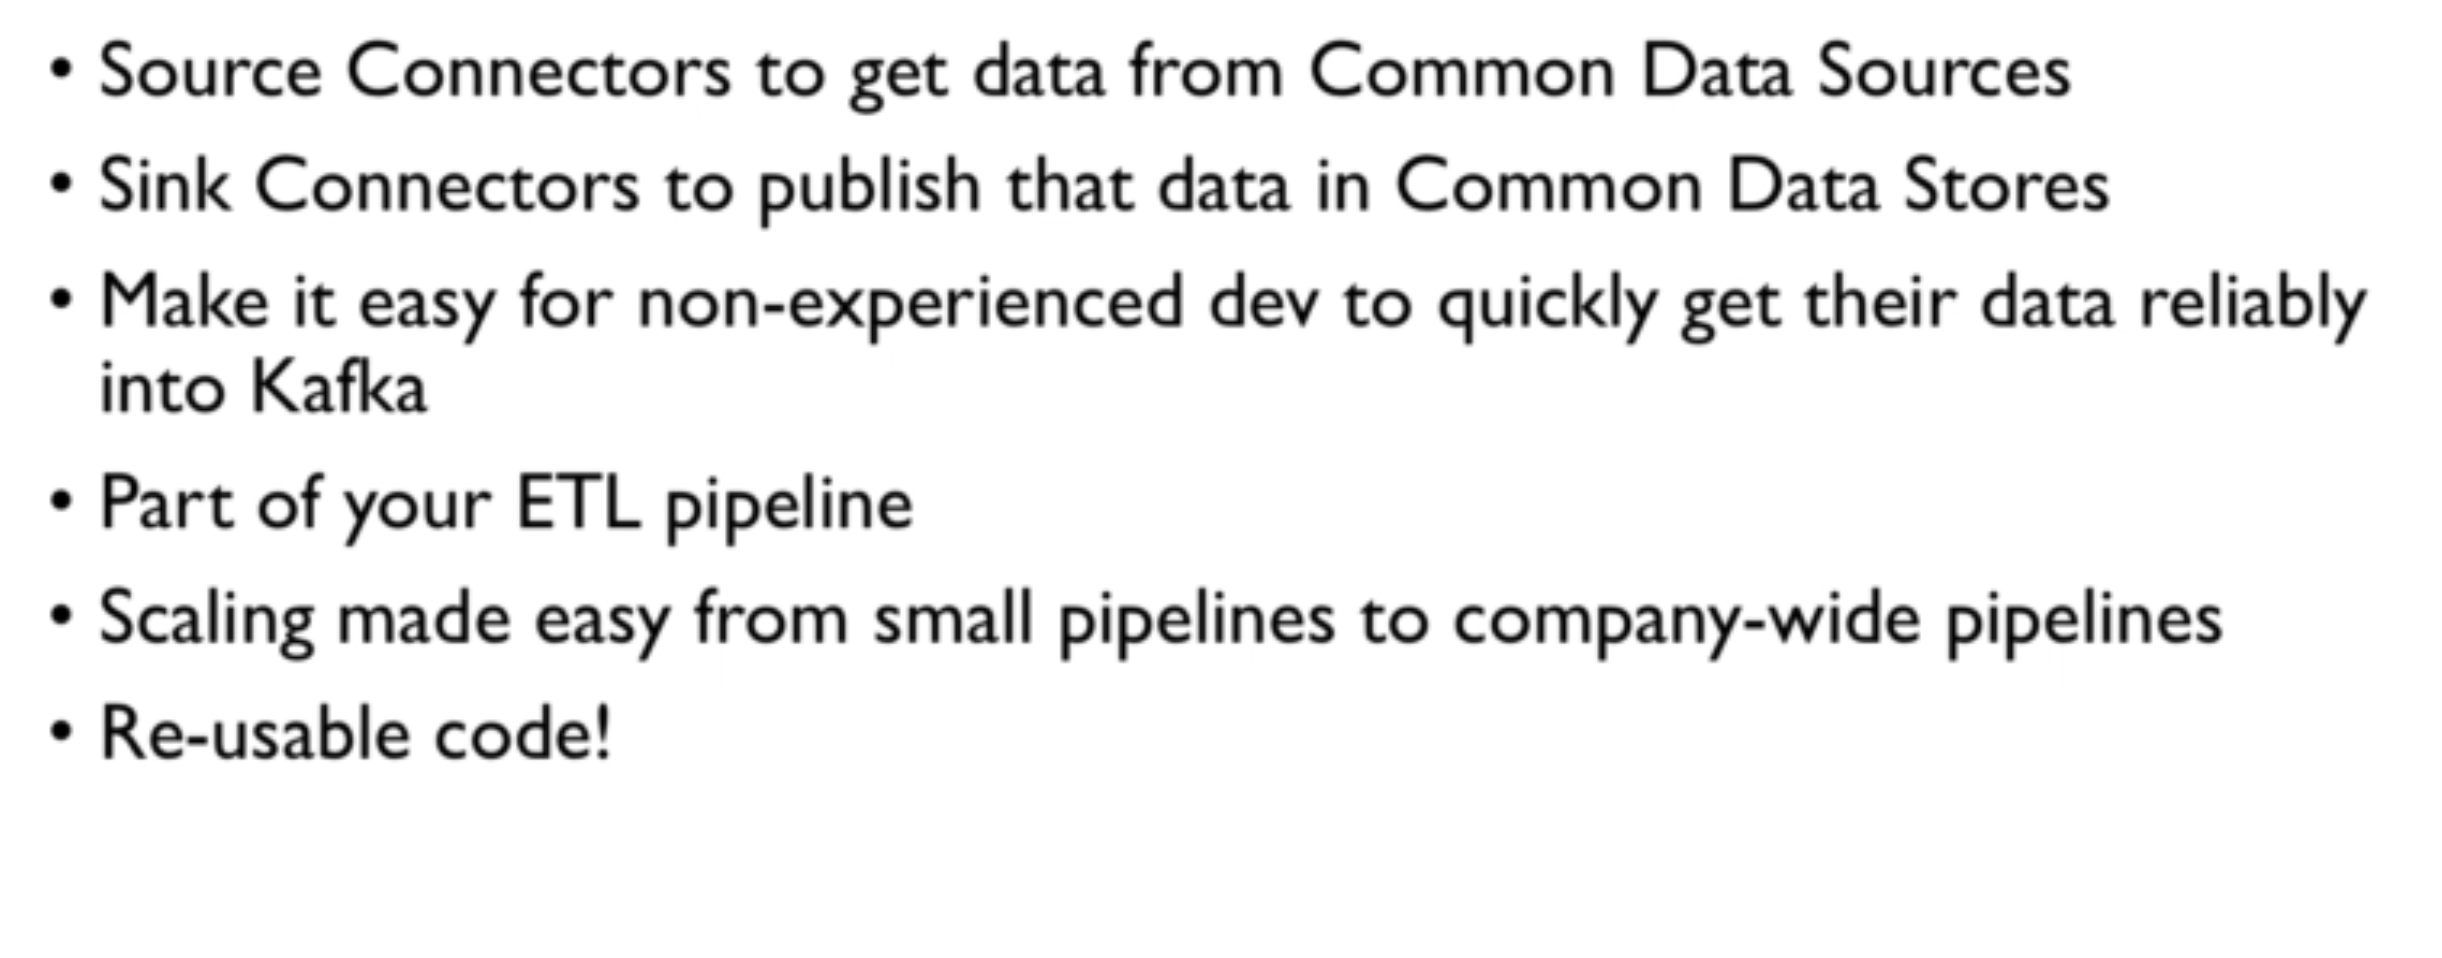 • Source Connectors to get data from Common Data Sources
• Sink Connectors to publish that data in Common Data Stores
• Make it easy for non-experienced dev to quickly get their data reliably
into Kafka
• Part of your ETL pipeline
• Scaling made easy from small pipelines to company-wide pipelines
• Re-usable code!